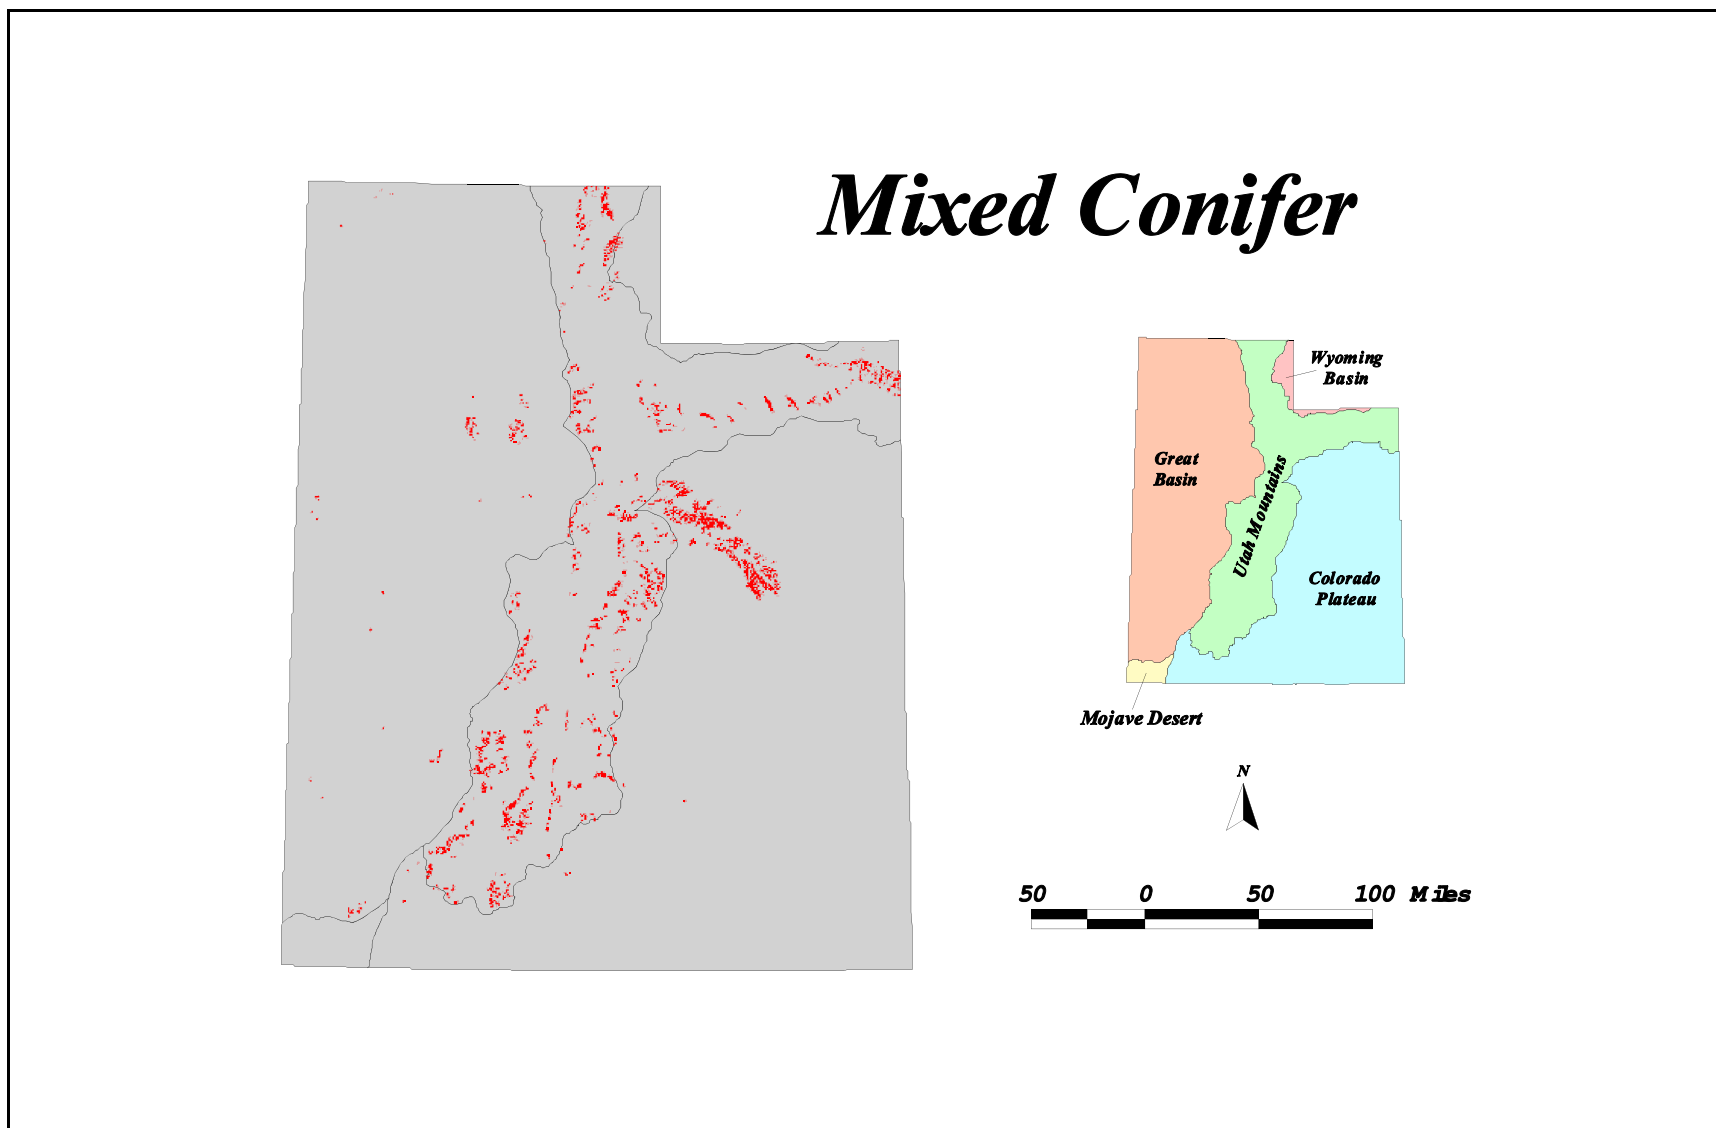 Mixed Conifer
Wyoming
Basin
Great
Basin
Utah Mountains
Colorado
Plateau
Mojave Desert
N
50 0 50 100 Miles